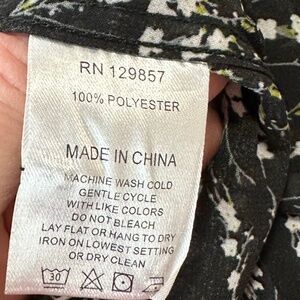 RN 129857
100% POLYESTER
MADE IN CHINA
MACHINE WASH COLD
GENTLE CYCLE
WITH LIKE COLORS
DO NOT BLEACH
LAY FLAT OR HANG TO DRY
IRON ON LOWEST SETTING
OR DRY CLEAN
30